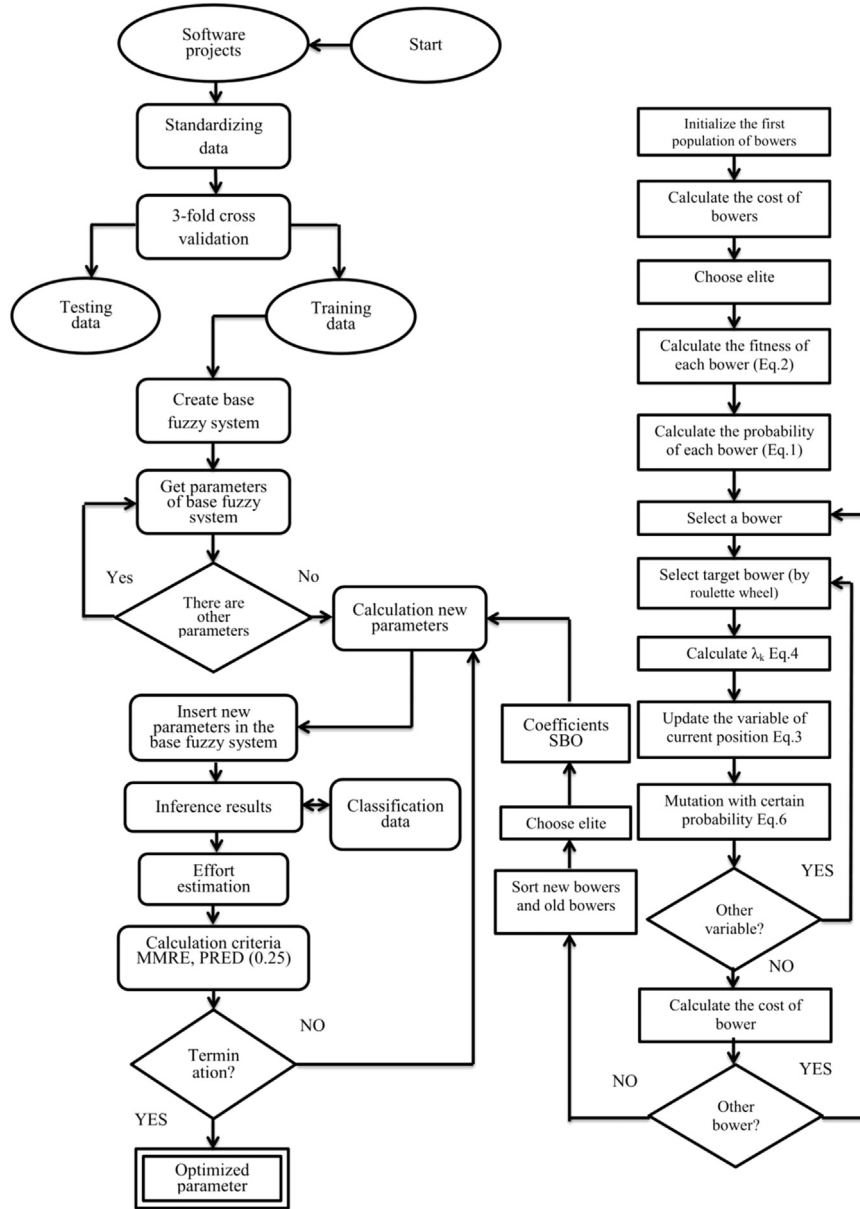 Software
projects
Start
Standardizing
data
3-fold cross
validation
Testing
data
Training
data
Create base
fuzzy system
Get parameters
of base fuzzy
system
Yes
No
There are
other
parameters
Calculation new
parameters
Insert new
parameters in the
base fuzzy system
Inference results
Classification
data
Effort
estimation
Calculation criteria
MMRE, PRED (0.25)
NO
Termin
ation?
YES
Optimized
parameter
Initialize the first
population of bowers
Calculate the cost of
bowers
Choose elite
Calculate the fitness of
each bower (Eq.2)
Calculate the probability
of each bower (Eq.1)
Select a bower
Select target bower (by
roulette wheel)
Calculate λk Eq.4
Update the variable of
current position Eq.3
Mutation with certain
probability Eq.6
YES
Other
variable?
NO
Calculate the cost of
bower
YES
NO
Other
bower?
Sort new bowers
and old bowers
Choose elite
Coefficients
SBO